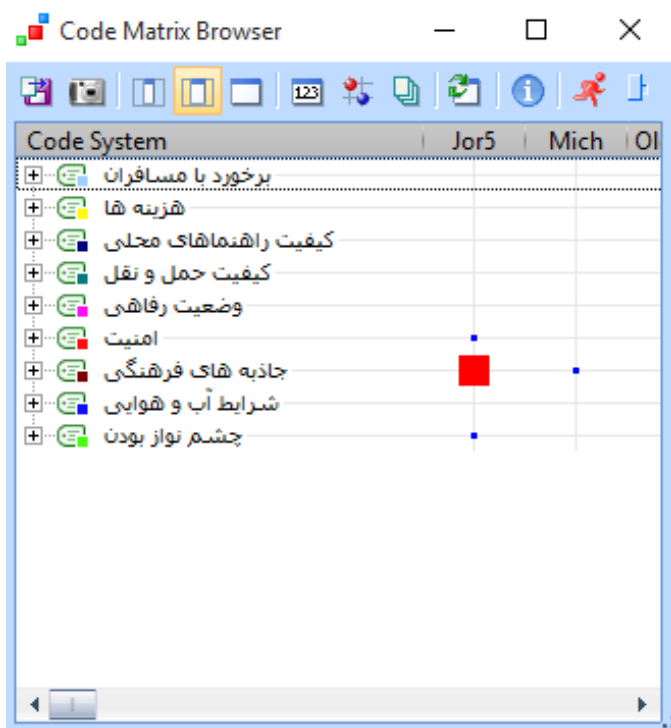 Code Matrix Browser
123
Code System Jor5 Mich Ol
برخورد با مسافران
هزینه ها
کیفیت راهنماهای محلی
کیفیت حمل و نقل
وضعیت رفاهی
امنیت
جاذبه های فرهنگی
شرایط آب و هوایی
چشم نواز بودن